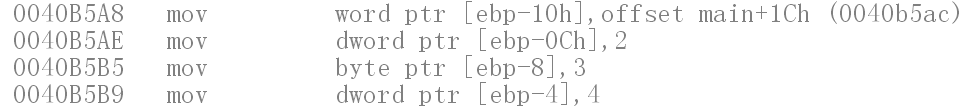 0040B5A8 mov word ptr [ebp-10h],offset main+1Ch (0040b5ac)
0040B5AE mov dword ptr [ebp-0Ch],2
0040B5B5 mov byte ptr [ebp-8],3
0040B5B9 mov dword ptr [ebp-4],4